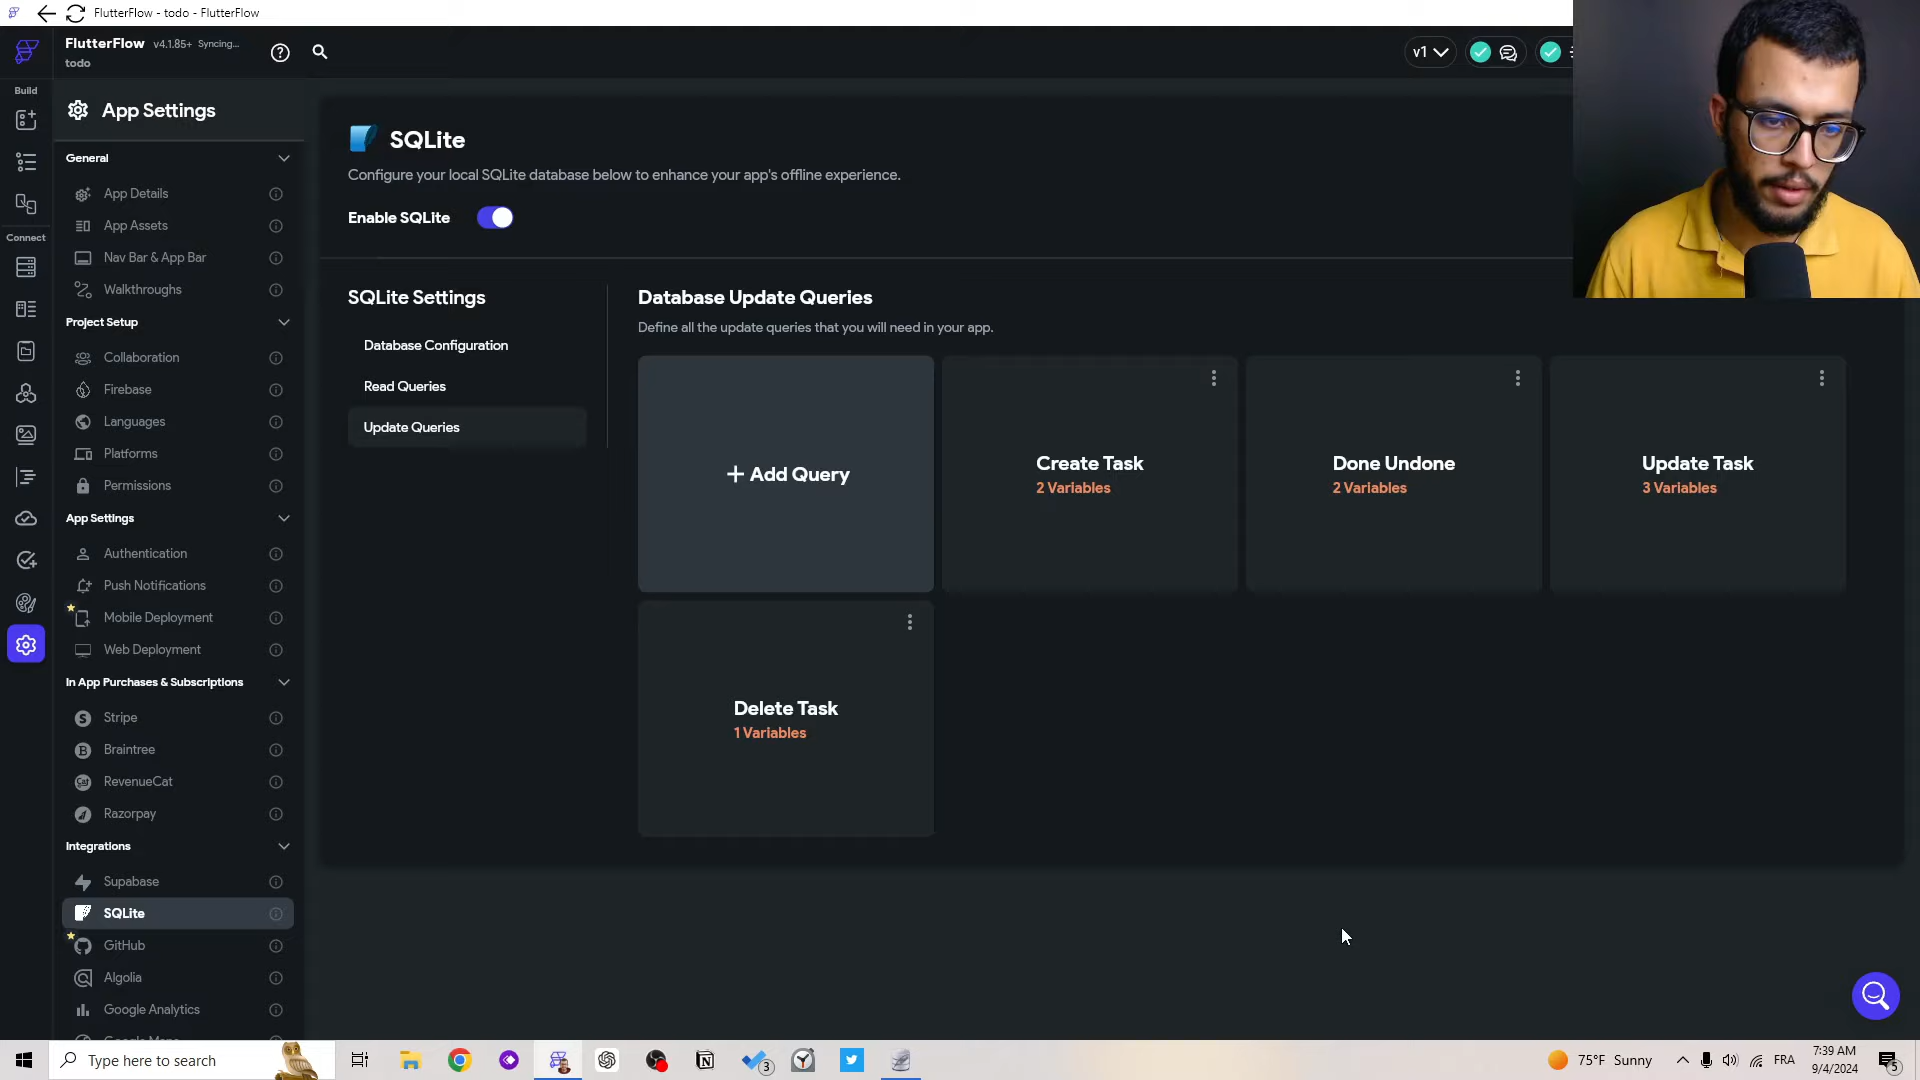 FlutterFlow - todo - FlutterFlow
FlutterFlow v4.1.85+ Syncing...
todo
v1
Build
Connect
App Settings
General
App Details
App Assets
Nav Bar & App Bar
Walkthroughs
Project Setup
Collaboration
Firebase
Languages
Platforms
Permissions
App Settings
Authentication
Push Notifications
Mobile Deployment
Web Deployment
In App Purchases & Subscriptions
Stripe
Braintree
RevenueCat
Razorpay
Integrations
Supabase
SQLite
GitHub
Algolia
Google Analytics
SQLite
Configure your local SQLite database below to enhance your app's offline experience.
Enable SQLite
SQLite Settings
Database Configuration
Read Queries
Update Queries
Database Update Queries
Define all the update queries that you will need in your app.
+ Add Query
Create Task
2 Variables
Done Undone
2 Variables
Update Task
3 Variables
Delete Task
1 Variables
Type here to search
3
75°F Sunny
FRA
7:39 AM
9/4/2024
5